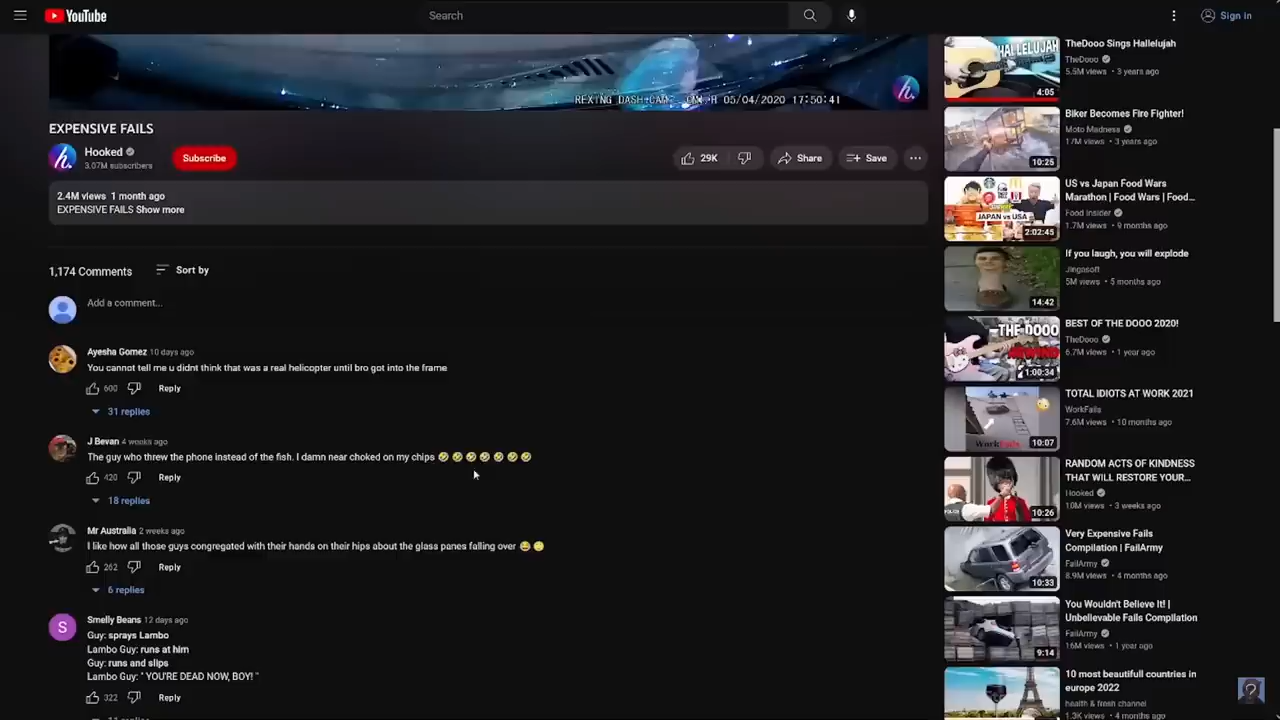 YouTube
Search
Sign in
REXING DASH CAM
05/04/2020 17:50:41
EXPENSIVE FAILS
Hooked
3.07M subscribers
Subscribe
29K
Share
Save
2.4M views 1 month ago
EXPENSIVE FAILS Show more
1,174 Comments
Sort by
Add a comment...
Ayesha Gomez 10 days ago
You cannot tell me u didnt think that was a real helicopter until bro got into the frame
600
Reply
31 replies
J Bevan 4 weeks ago
The guy who threw the phone instead of the fish damn near choked on my chips 🤣🤣🤣🤣🤣🤣🤣
420
Reply
18 replies
Mr Australia 2 weeks ago
I like how all those guys congregated with their hands on their hips about the glass panes falling over
262
Reply
6 replies
S
Smelly Beans 12 days ago
Guy: sprays Lambo
Lambo Guy: runs at him
Guy: runs and slips
Lambo Guy: " YOU'RE DEAD NOW, BOY! "
322
Reply
HALLELUJAH
4:05
TheDooo Sings Hallelujah
TheDooo
5.5M views • 3 years ago
10:25
Biker Becomes Fire Fighter!
Moto Madness
17M views • 3 years ago
JAPAN vs USA
2:02:45
US vs Japan Food Wars
Marathon | Food Wars | Food...
Food Insider
1.7M views • 9 months ago
14:42
If you laugh, you will explode
Jingosoft
5M views • 5 months ago
THE DOOO
1:00:34
BEST OF THE DOOO 2020!
TheDooo
6.7M views • 1 year ago
WorkFails
10:07
TOTAL IDIOTS AT WORK 2021
WorkFails
7.6M views • 10 months ago
10:26
RANDOM ACTS OF KINDNESS
THAT WILL RESTORE YOUR...
Hooked
10M views • 3 weeks ago
10:33
Very Expensive Fails
Compilation | FailArmy
FailArmy
8.9M views • 4 months ago
9:14
You Wouldn't Believe It! |
Unbelievable Fails Compilation
FailArmy
16M views • 1 year ago
10 most beautifull countries in
europe 2022
health & fresh channel
1.3K views • 4 months ago